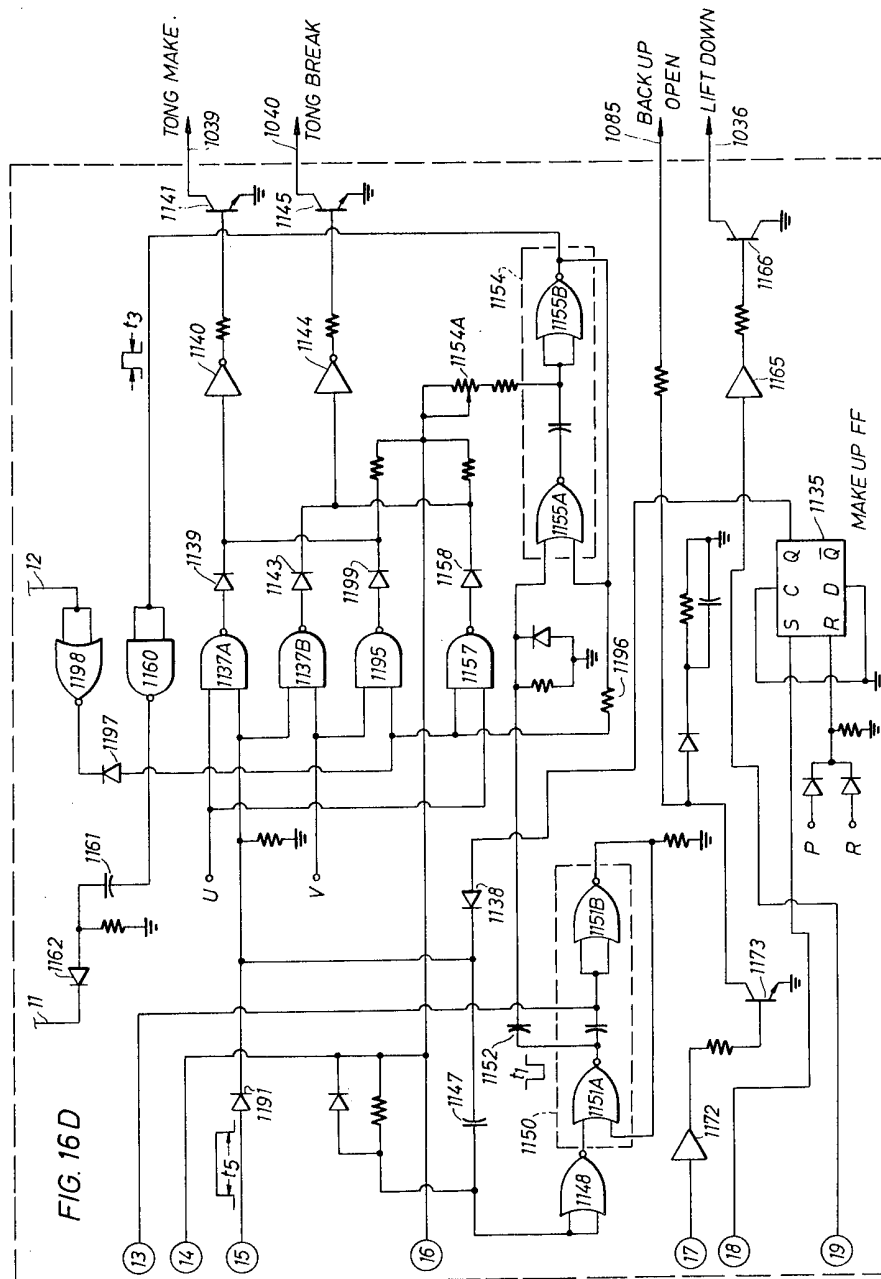 FIG. 16D
11
12
1162
1161
1197
1198
1160
t3
TONG MAKE
1039
1141
1140
1139
1137A
1040
TONG BREAK
1145
1144
1143
1137B
1199
1195
1158
1157
U
V
13
14
15
16
t5
1191
1147
1138
1152
t1
1154A
1154
1155A
1155B
1196
1150
1148
1151A
1151B
1085
BACK UP
OPEN
LIFT DOWN
1036
1166
1165
1135
MAKE UP FF
S C Q
R D Q̅
P
R
1172
1173
17
18
19